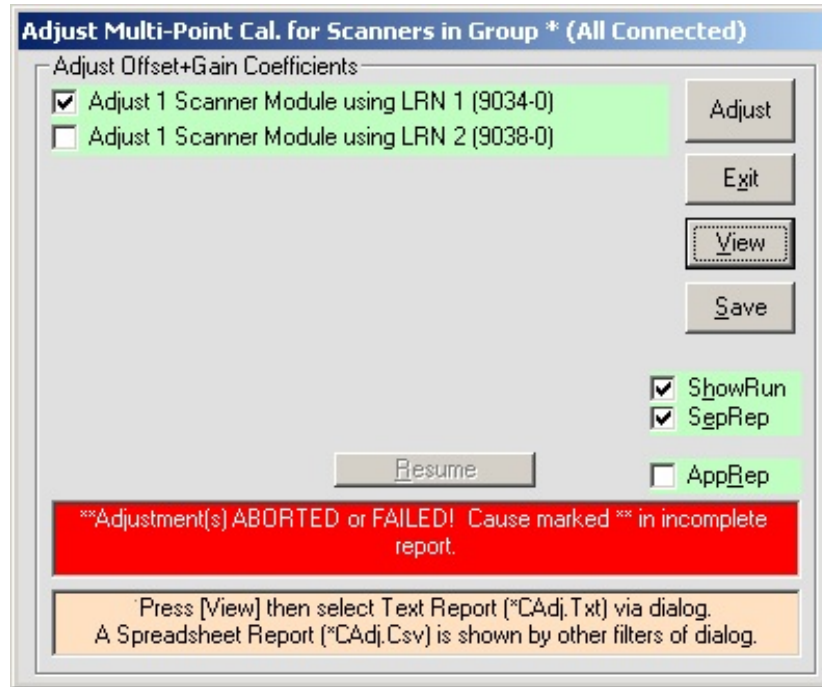 Adjust Multi-Point Cal. for Scanners in Group * (All Connected)
Adjust Offset+Gain Coefficients
Adjust 1 Scanner Module using LRN 1 (9034-0)
Adjust
Adjust 1 Scanner Module using LRN 2 (9038-0)
Exit
View
Save
ShowRun
SepRep
Resume
AppRep
**Adjustment(s) ABORTED or FAILED! Cause marked ** in incomplete
report.
Press [View] then select Text Report (*CAdj.Txt) via dialog.
A Spreadsheet Report (*CAdj.Csv) is shown by other filters of dialog.